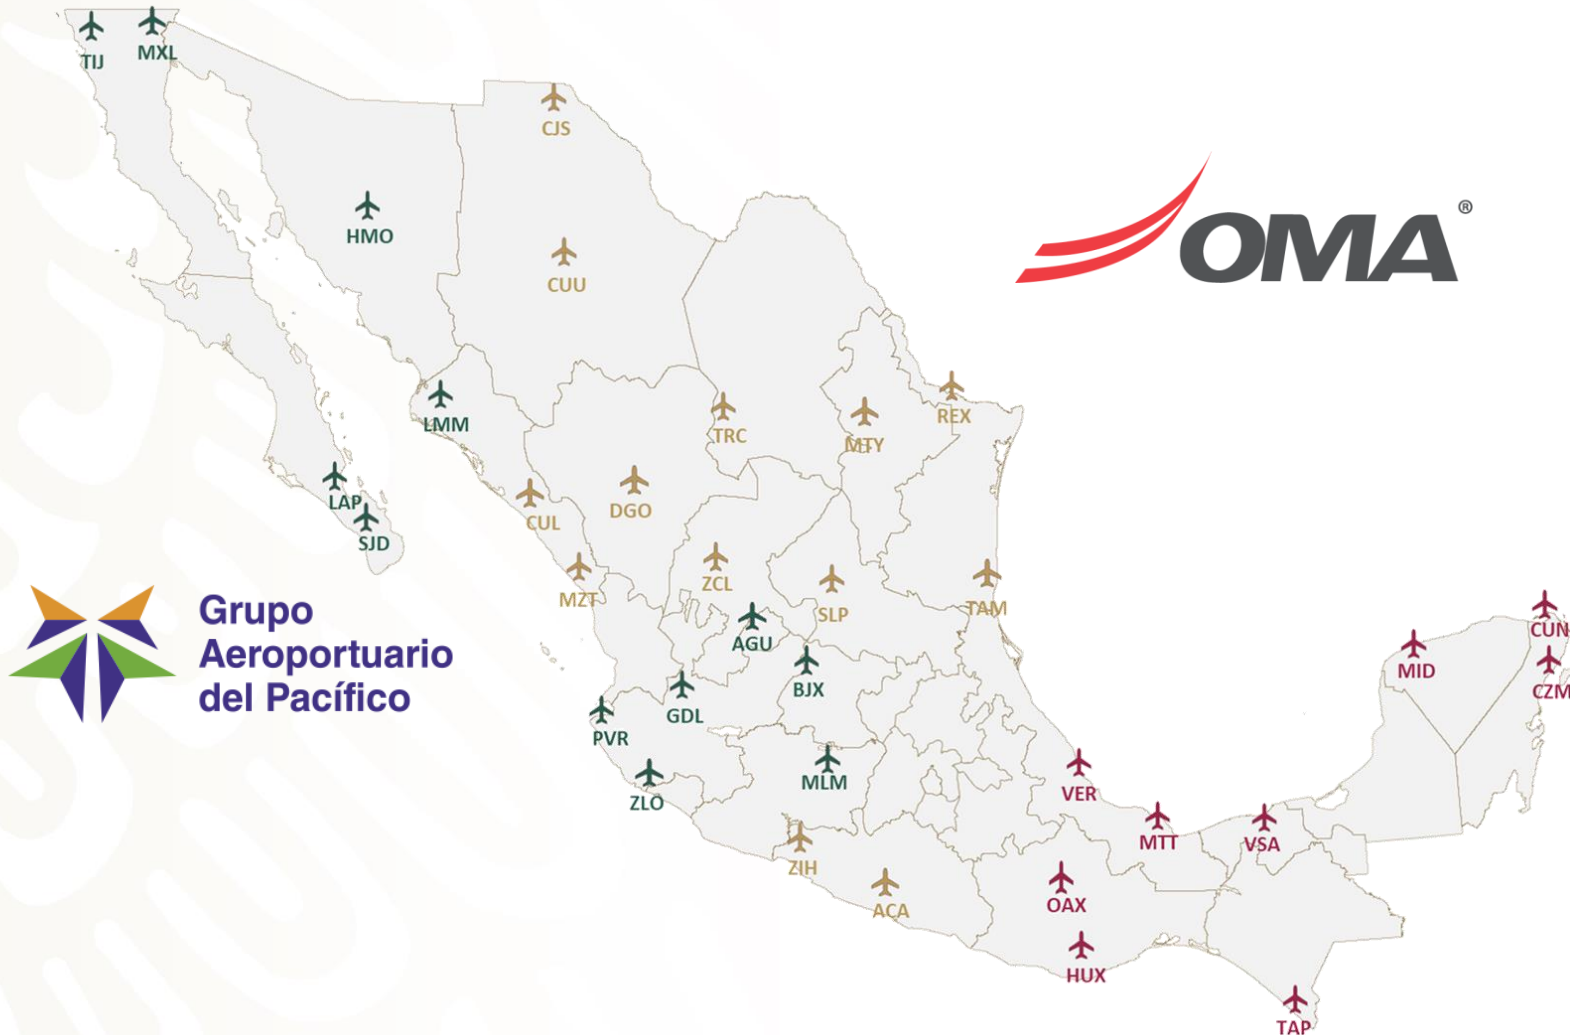 TIJ
MXL
CJS
HMO
CUU
OMA®
LMM
TRC
MTY
REX
LAP
SJD
CUL
DGO
MZT
ZCL
SLP
TAM
Grupo
Aeroportuario
del Pacífico
AGU
BJX
GDL
PVR
MLM
ZLO
ZIH
ACA
CUN
MID
CZM
VER
MTT
VSA
OAX
HUX
TAP